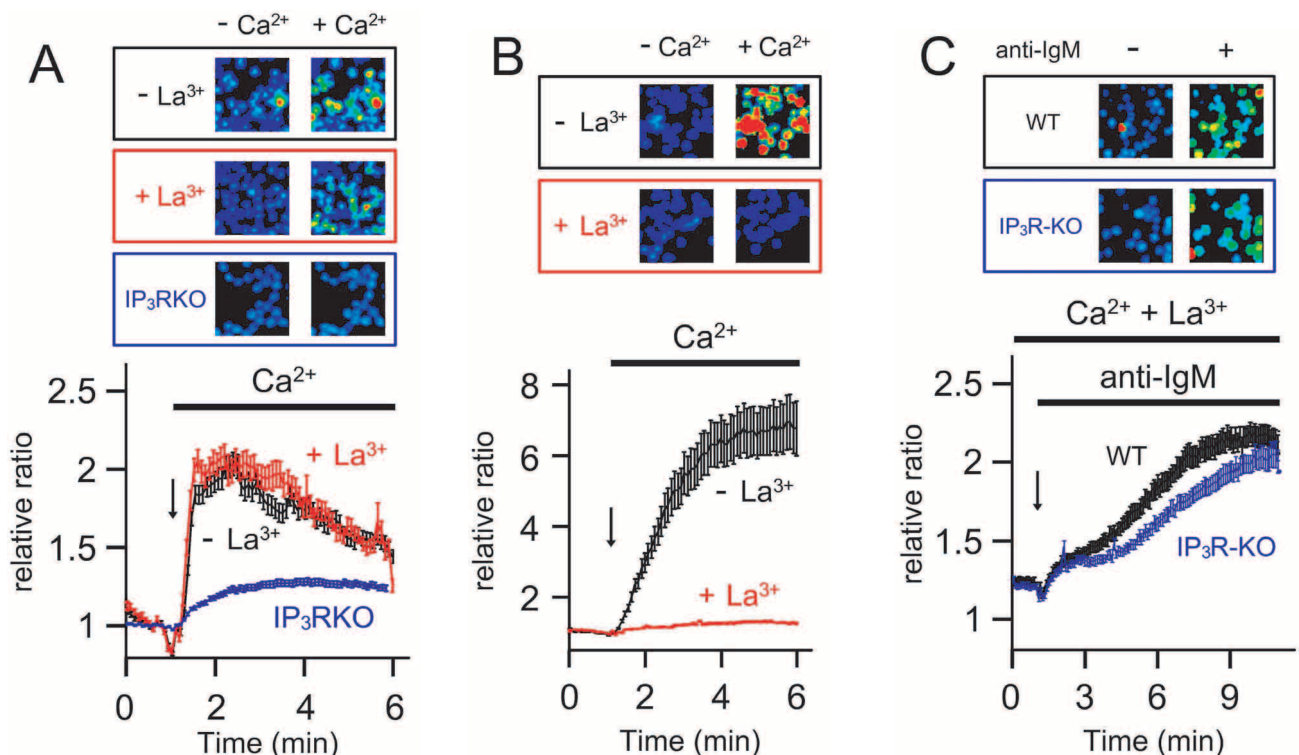 A
- Ca²⁺ + Ca²⁺
- La³⁺
+ La³⁺
IP₃RKO
Ca²⁺
2.5
2
1.5
1
relative ratio
+ La³⁺
- La³⁺
IP₃RKO
0 2 4 6
Time (min)
B
- Ca²⁺ + Ca²⁺
- La³⁺
+ La³⁺
Ca²⁺
8
6
4
2
relative ratio
- La³⁺
+ La³⁺
2 4 6
Time (min)
C
anti-IgM - +
WT
IP₃R-KO
Ca²⁺ + La³⁺
anti-IgM
2.5
2
1.5
1
relative ratio
WT
IP₃R-KO
0 3 6 9
Time (min)